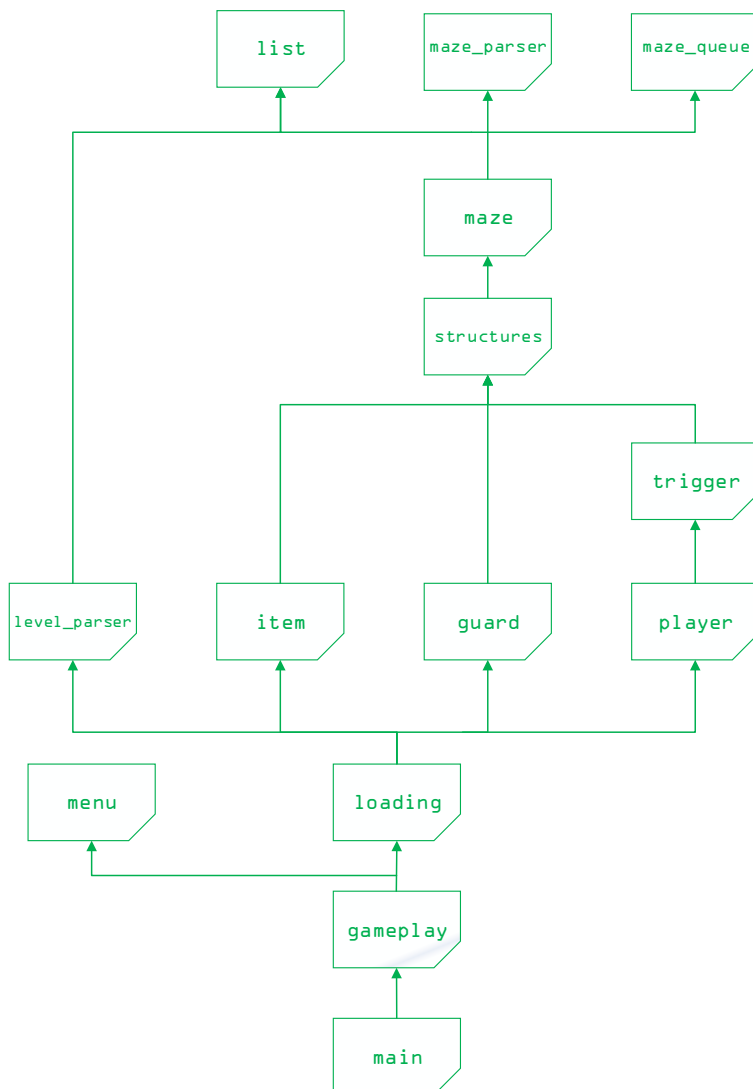 list
maze_parser
maze_queue
maze
structures
trigger
level_parser
item
guard
player
menu
loading
gameplay
main